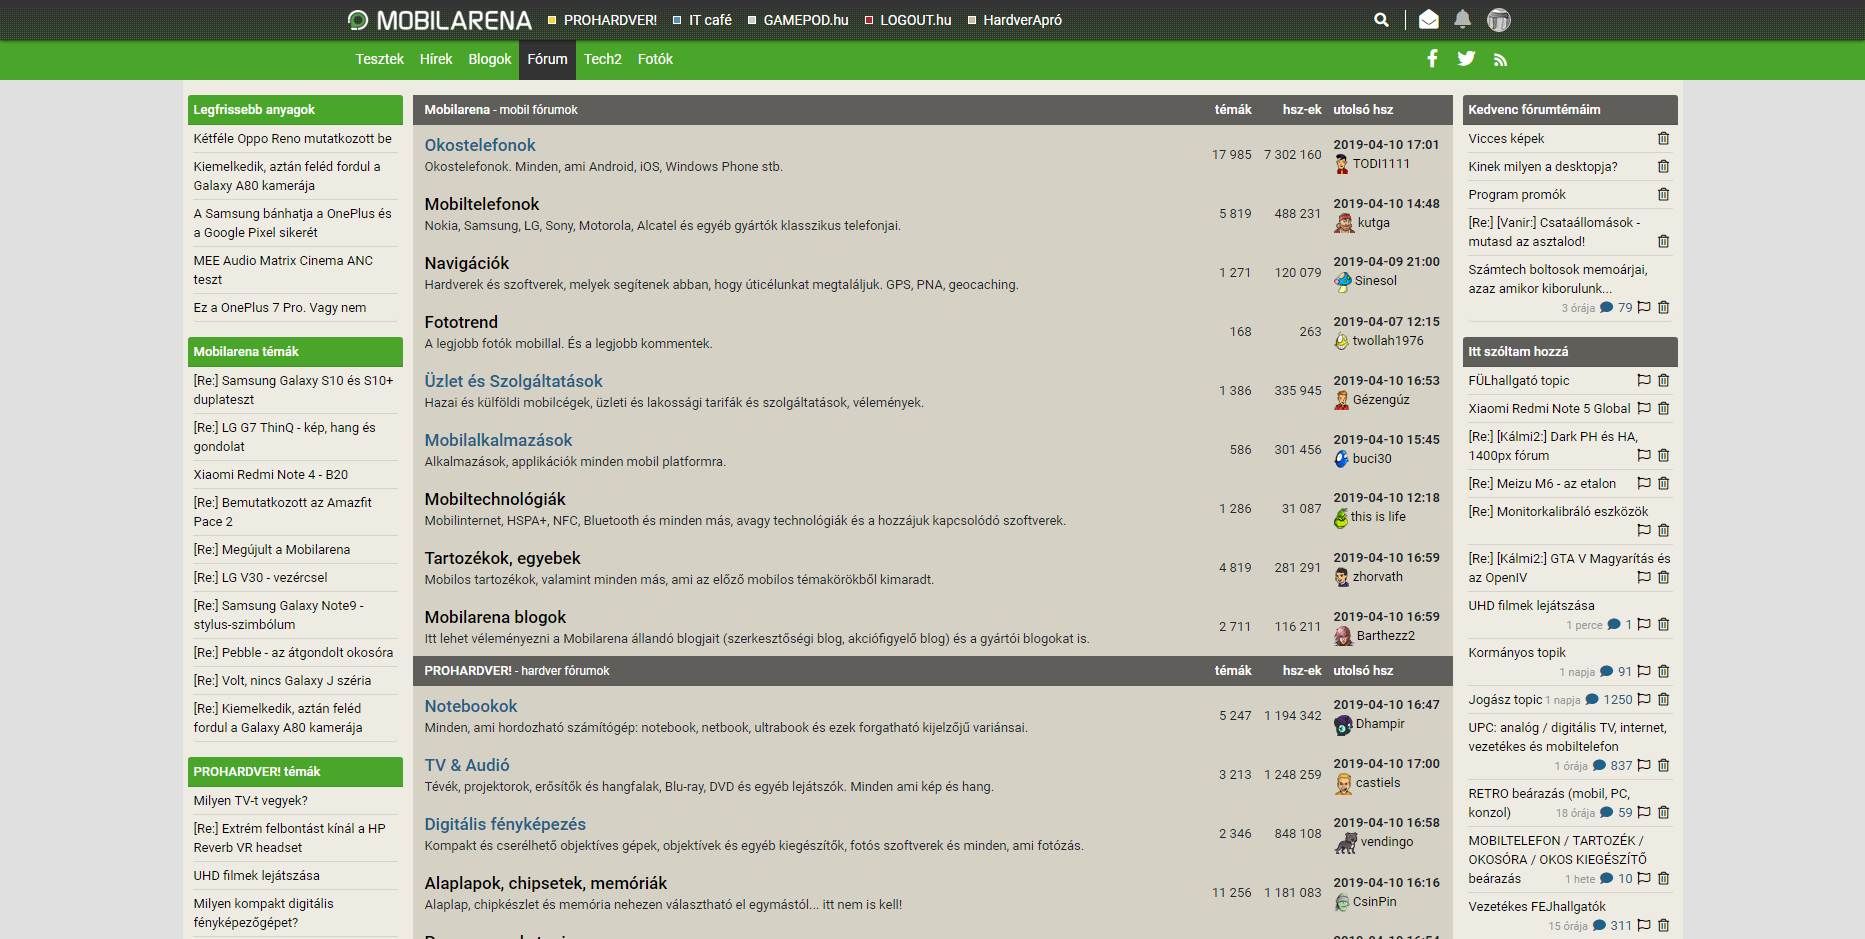 MOBILARENA PROHARDVER! IT café GAMEPOD.hu LOGOUT.hu HardverApró
Tesztek Hírek Blogok Fórum Tech2 Fotók
Legfrissebb anyagok
Kétféle Oppo Reno mutatkozott be
Kiemelkedik, aztán feléd fordul a
Galaxy A80 kamerája
A Samsung bánhatja a OnePlus és
a Google Pixel sikerét
MEE Audio Matrix Cinema ANC
teszt
Ez a OnePlus 7 Pro. Vagy nem
Mobilarena témák
[Re:] Samsung Galaxy S10 és S10+
duplateszt
[Re:] LG G7 ThinQ - kép, hang és
gondolat
Xiaomi Redmi Note 4 - B20
[Re:] Bemutatkozott az Amazfit
Pace 2
[Re:] Megújult a Mobilarena
[Re:] LG V30 - vezércsel
[Re:] Samsung Galaxy Note9 -
stylus-szimbólum
[Re:] Pebble - az átgondolt okosóra
[Re:] Volt, nincs Galaxy J széria
[Re:] Kiemelkedik, aztán feléd
fordul a Galaxy A80 kamerája
PROHARDVER! témák
Milyen TV-t vegyek?
[Re:] Extrém felbontást kínál a HP
Reverb VR headset
UHD filmek lejátszása
Milyen kompakt digitális
fényképezőgépet?
Mobilarena - mobil fórumok témák hsz-ek utolsó hsz
Okostelefonok
Okostelefonok. Minden, ami Android, iOS, Windows Phone stb.
17 985 7 302 160
2019-04-10 17:01
TODI1111
Mobiltelefonok
Nokia, Samsung, LG, Sony, Motorola, Alcatel és egyéb gyártók klasszikus telefonjai.
5 819 488 231
2019-04-10 14:48
kutga
Navigációk
Hardverek és szoftverek, melyek segítenek abban, hogy úticélunkat megtaláljuk. GPS, PNA, geocaching.
1 271 120 079
2019-04-09 21:00
Sinesol
Fototrend
A legjobb fotók mobillal. És a legjobb kommentek.
168 263
2019-04-07 12:15
twollah1976
Üzlet és Szolgáltatások
Hazai és külföldi mobilcégek, üzleti és lakossági tarifák és szolgáltatások, vélemények.
1 386 335 945
2019-04-10 16:53
Gézengúz
Mobilalkalmazások
Alkalmazások, applikációk minden mobil platformra.
586 301 456
2019-04-10 15:45
buci30
Mobiltechnológiák
Mobilinternet, HSPA+, NFC, Bluetooth és minden más, avagy technológiák és a hozzájuk kapcsolódó szoftverek.
1 286 31 087
2019-04-10 12:18
this is life
Tartozékok, egyebek
Mobilos tartozékok, valamint minden más, ami az előző mobilos témakörökből kimaradt.
4 819 281 291
2019-04-10 16:59
zhorvath
Mobilarena blogok
Itt lehet véleményezni a Mobilarena állandó blogjait (szerkesztőségi blog, akciófigyelő blog) és a gyártói blogokat is.
2 711 116 211
2019-04-10 16:59
Barthezz2
PROHARDVER! - hardver fórumok témák hsz-ek utolsó hsz
Notebookok
Minden, ami hordozható számítógép: notebook, netbook, ultrabook és ezek forgatható kijelzőjű variánsai.
5 247 1 194 342
2019-04-10 16:47
Dhampir
TV & Audió
Tévék, projektorok, erősítők és hangfalak, Blu-ray, DVD és egyéb lejátszók. Minden ami kép és hang.
3 213 1 248 259
2019-04-10 17:00
castiels
Digitális fényképezés
Kompakt és cserélhető objektíves gépek, objektívek és egyéb kiegészítők, fotós szoftverek és minden, ami fotózás.
2 346 848 108
2019-04-10 16:58
vendingo
Alaplapok, chipsetek, memóriák
Alaplap, chipkészlet és memória nehezen választható el egymástól... itt nem is kell!
11 256 1 181 083
2019-04-10 16:16
CsinPin
Kedvenc fórumtémáim
Vicces képek
Kinek milyen a desktopja?
Program promók
[Re:] [Vanir:] Csataállomások -
mutasd az asztalod!
Számtech boltosok memoárjai,
azaz amikor kiborulunk...
3 órája 79
Itt szóltam hozzá
FÜLhallgató topic
Xiaomi Redmi Note 5 Global
[Re:] [Kálmi2:] Dark PH és HA,
1400px fórum
[Re:] Meizu M6 - az etalon
[Re:] Monitorkalibráló eszközök
[Re:] [Kálmi2:] GTA V Magyarítás és
az OpenIV
UHD filmek lejátszása
1 perce 1
Kormányos topik
1 napja 91
Jogász topic 1 napja 1250
UPC: analóg / digitális TV, internet,
vezetékes és mobiltelefon
1 órája 837
RETRO beárazás (mobil, PC,
konzol) 18 órája 59
MOBILTELEFON / TARTOZÉK /
OKOSÓRA / OKOS KIEGÉSZÍTŐ
beárazás 1 hete 10
Vezetékes FEJhallgatók
15 órája 311